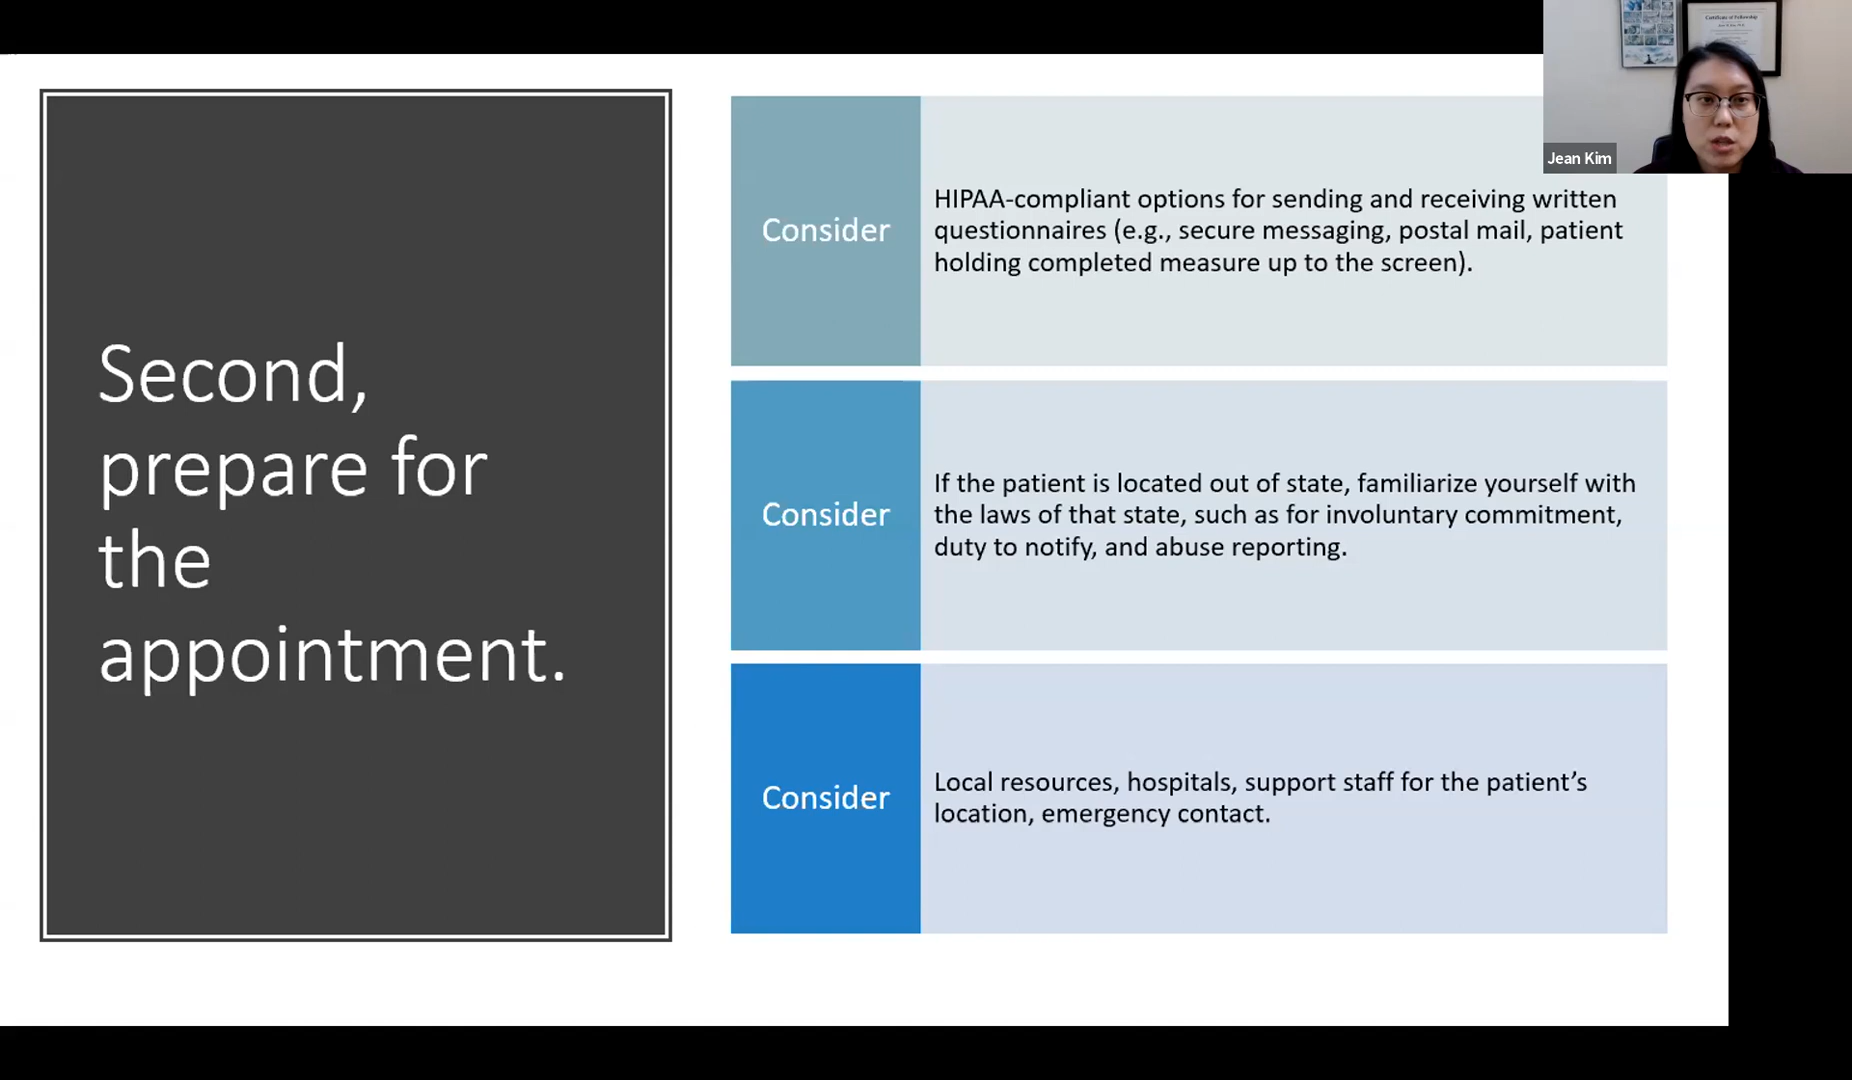 Second,
prepare for
the
appointment.
Consider
HIPAA-compliant options for sending and receiving written
questionnaires (e.g., secure messaging, postal mail, patient
holding completed measure up to the screen).
Consider
If the patient is located out of state, familiarize yourself with
the laws of that state, such as for involuntary commitment,
duty to notify, and abuse reporting.
Consider
Local resources, hospitals, support staff for the patient’s
location, emergency contact.
Certificate of Fellowship
Jean Kim